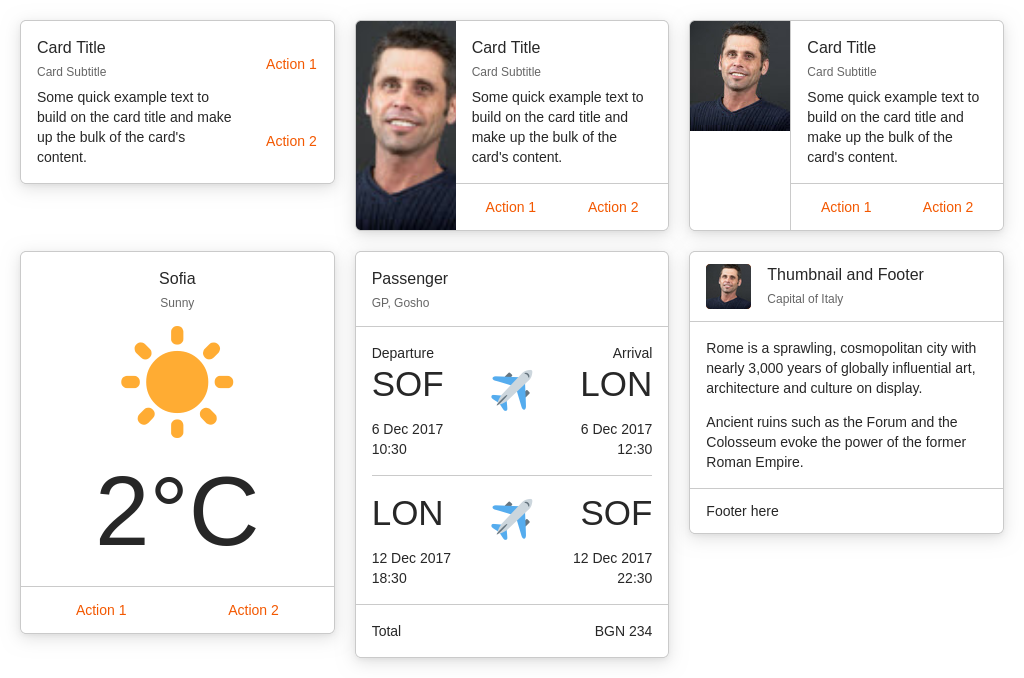 Card Title
Card Subtitle
Some quick example text to
build on the card title and make
up the bulk of the card's
content.
Action 1
Action 2
Card Title
Card Subtitle
Some quick example text to
build on the card title and
make up the bulk of the
card's content.
Action 1 Action 2
Card Title
Card Subtitle
Some quick example text to
build on the card title and
make up the bulk of the
card's content.
Action 1 Action 2
Sofia
Sunny
2°C
Action 1 Action 2
Passenger
GP, Gosho
Departure Arrival
SOF LON
6 Dec 2017 6 Dec 2017
10:30 12:30
LON SOF
12 Dec 2017 12 Dec 2017
18:30 22:30
Total BGN 234
Thumbnail and Footer
Capital of Italy
Rome is a sprawling, cosmopolitan city with
nearly 3,000 years of globally influential art,
architecture and culture on display.
Ancient ruins such as the Forum and the
Colosseum evoke the power of the former
Roman Empire.
Footer here